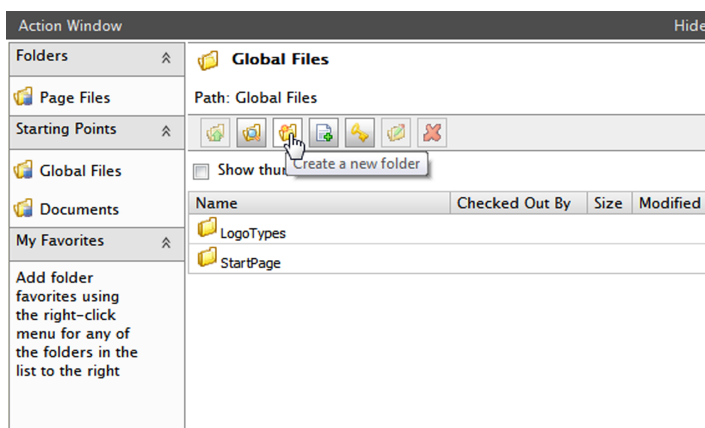 Action Window
Hide
Folders
Page Files
Starting Points
Global Files
Documents
My Favorites
Add folder
favorites using
the right-click
menu for any of
the folders in the
list to the right
Global Files
Path: Global Files
Create a new folder
Show thu
Name Checked Out By Size Modified
LogoTypes
StartPage